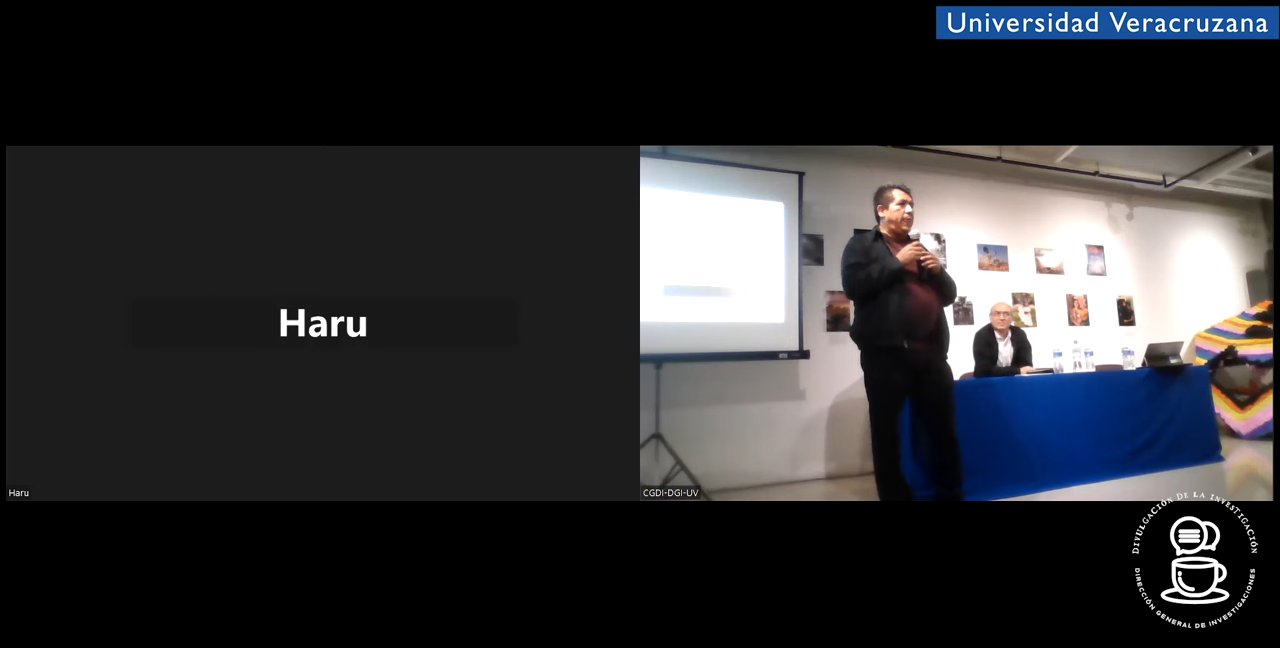 Universidad Veracruzana
Haru
Haru
CGDI-DGI-UV
DIVULGACIÓN DE LA INVESTIGACIÓN
DIRECCIÓN GENERAL DE INVESTIGACIONES